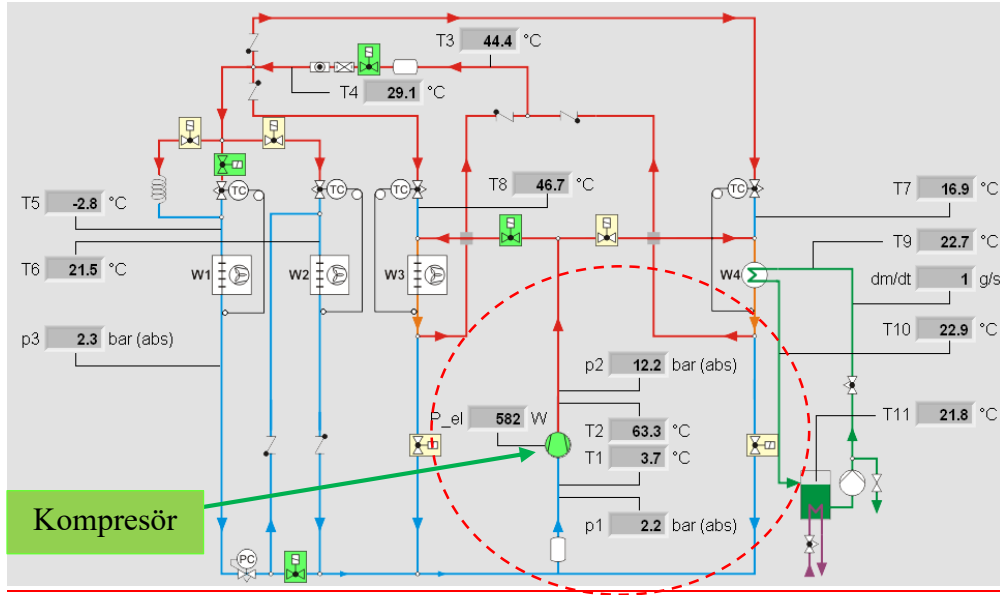 T3 44.4 °C
T4 29.1 °C
TC
TC
TC
TC
T5 -2.8 °C
T8 46.7 °C
T7 16.9 °C
T9 22.7 °C
T6 21.5 °C
W1
W2
W3
W4
dm/dt 1 g/s
T10 22.9 °C
p3 2.3 bar (abs)
p2 12.2 bar (abs)
P_el 582 W
T2 63.3 °C
T11 21.8 °C
T1 3.7 °C
Kompresör
p1 2.2 bar (abs)
PC